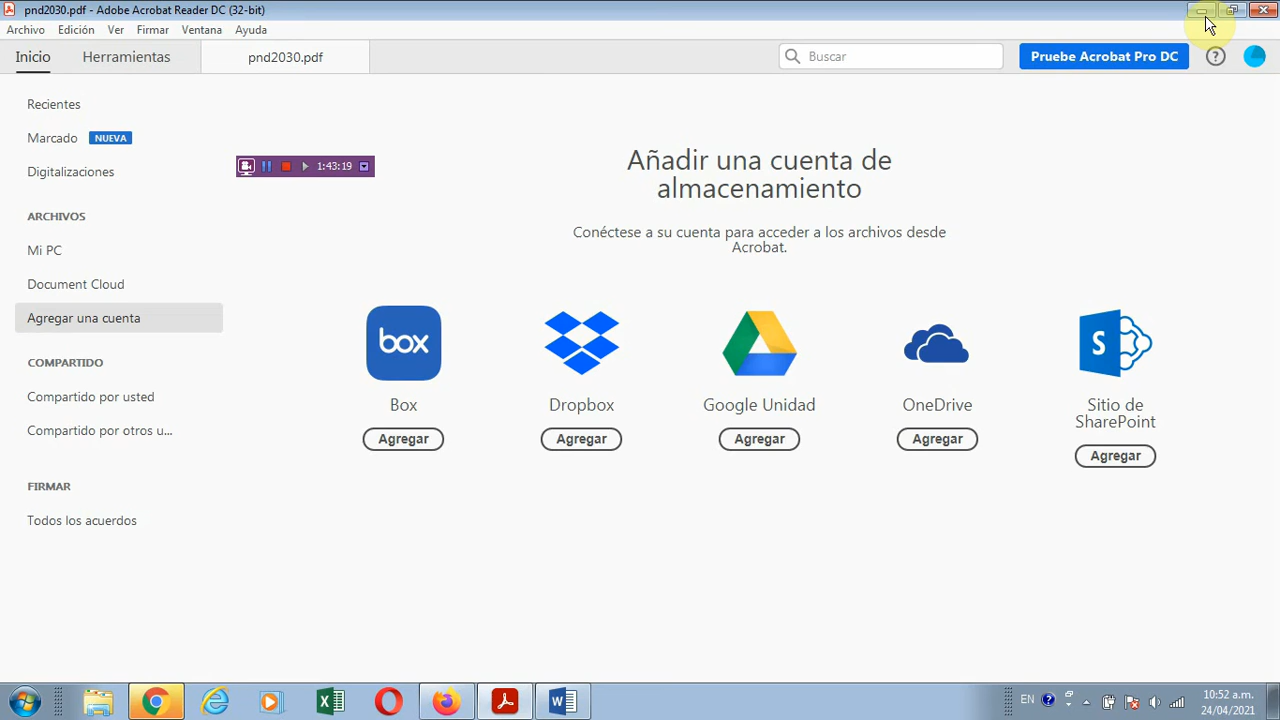 pnd2030.pdf - Adobe Acrobat Reader DC (32-bit)
Archivo Edición Ver Firmar Ventana Ayuda
Inicio Herramientas pnd2030.pdf Buscar Pruebe Acrobat Pro DC ?
Recientes
Marcado NUEVA
Digitalizaciones
1:43:19
ARCHIVOS
Mi PC
Document Cloud
Agregar una cuenta
COMPARTIDO
Compartido por usted
Compartido por otros u...
FIRMAR
Todos los acuerdos
Añadir una cuenta de
almacenamiento
Conéctese a su cuenta para acceder a los archivos desde
Acrobat.
box
Box
Agregar
Dropbox
Agregar
Google Unidad
Agregar
OneDrive
Agregar
S
Sitio de
SharePoint
Agregar
EN
10:52 a.m.
24/04/2021